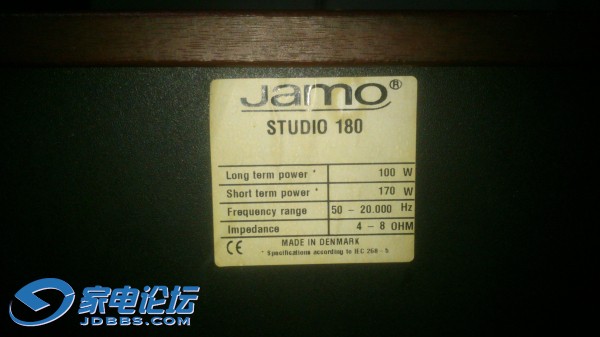 Jamo®
STUDIO 180
Long term power * 100 W
Short term power * 170 W
Frequency range 50 - 20.000 Hz
Impedance 4 - 8 OHM
CE MADE IN DENMARK
* Specifications according to IEC 268 - 5
家电论坛
JDBBS.COM